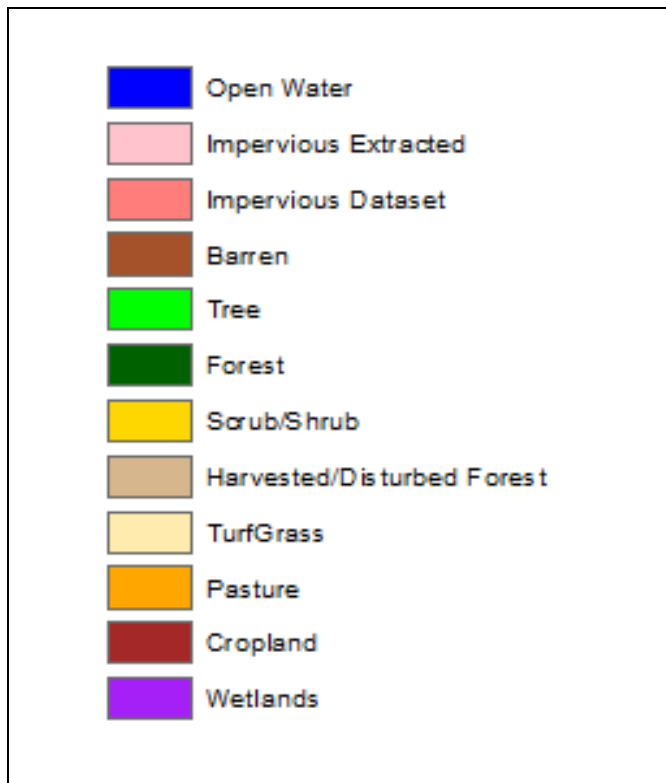 Open Water
Impervious Extracted
Impervious Dataset
Barren
Tree
Forest
Scrub/Shrub
Harvested/Disturbed Forest
TurfGrass
Pasture
Cropland
Wetlands